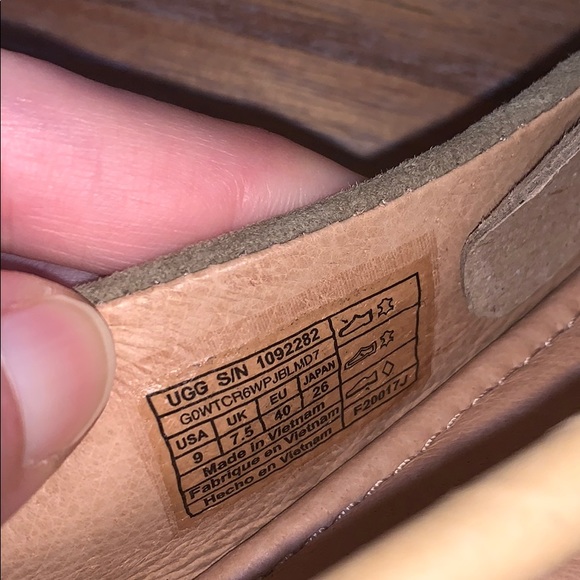 UGG S/N 1092282
G0WTCR6WPJBLMD7
USA UK EU JAPAN
9 7.5 40 26
Made in Vietnam
Fabrique en Vietnam
Hecho en Vietnam
F20017J